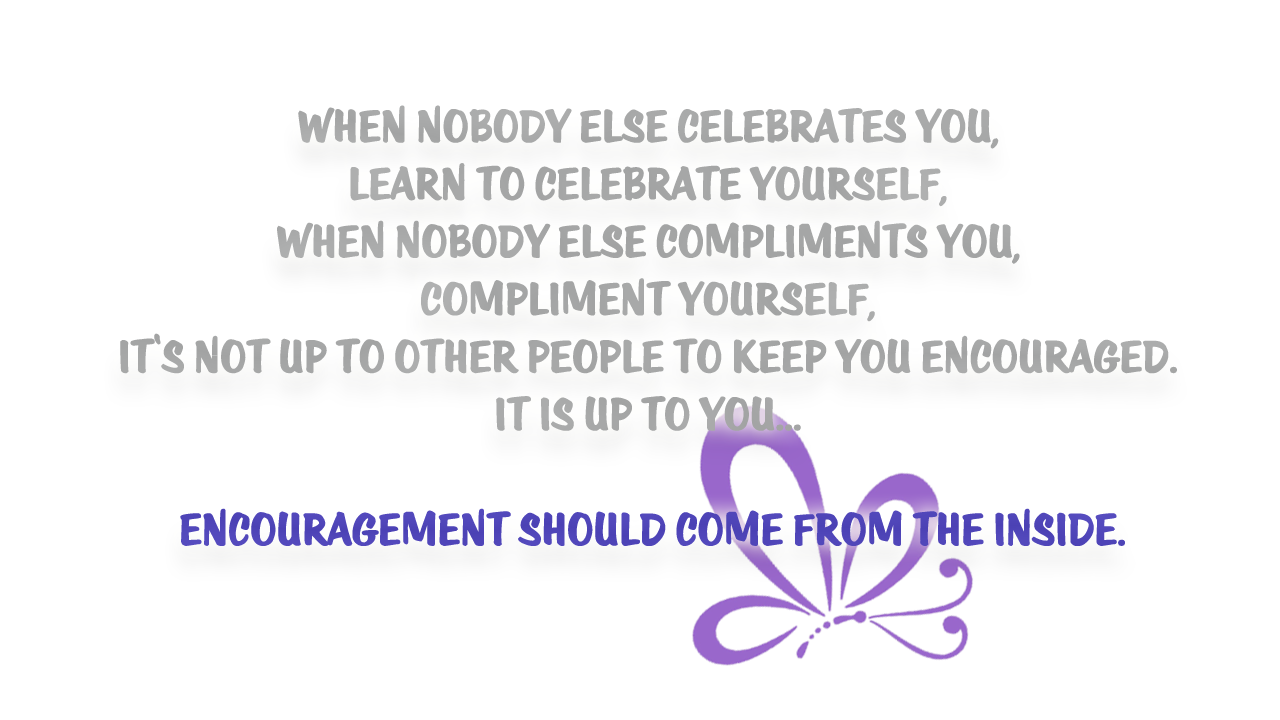 WHEN NOBODY ELSE CELEBRATES YOU,
LEARN TO CELEBRATE YOURSELF,
WHEN NOBODY ELSE COMPLIMENTS YOU,
COMPLIMENT YOURSELF,
IT'S NOT UP TO OTHER PEOPLE TO KEEP YOU ENCOURAGED.
IT IS UP TO YOU...
ENCOURAGEMENT SHOULD COME FROM THE INSIDE.